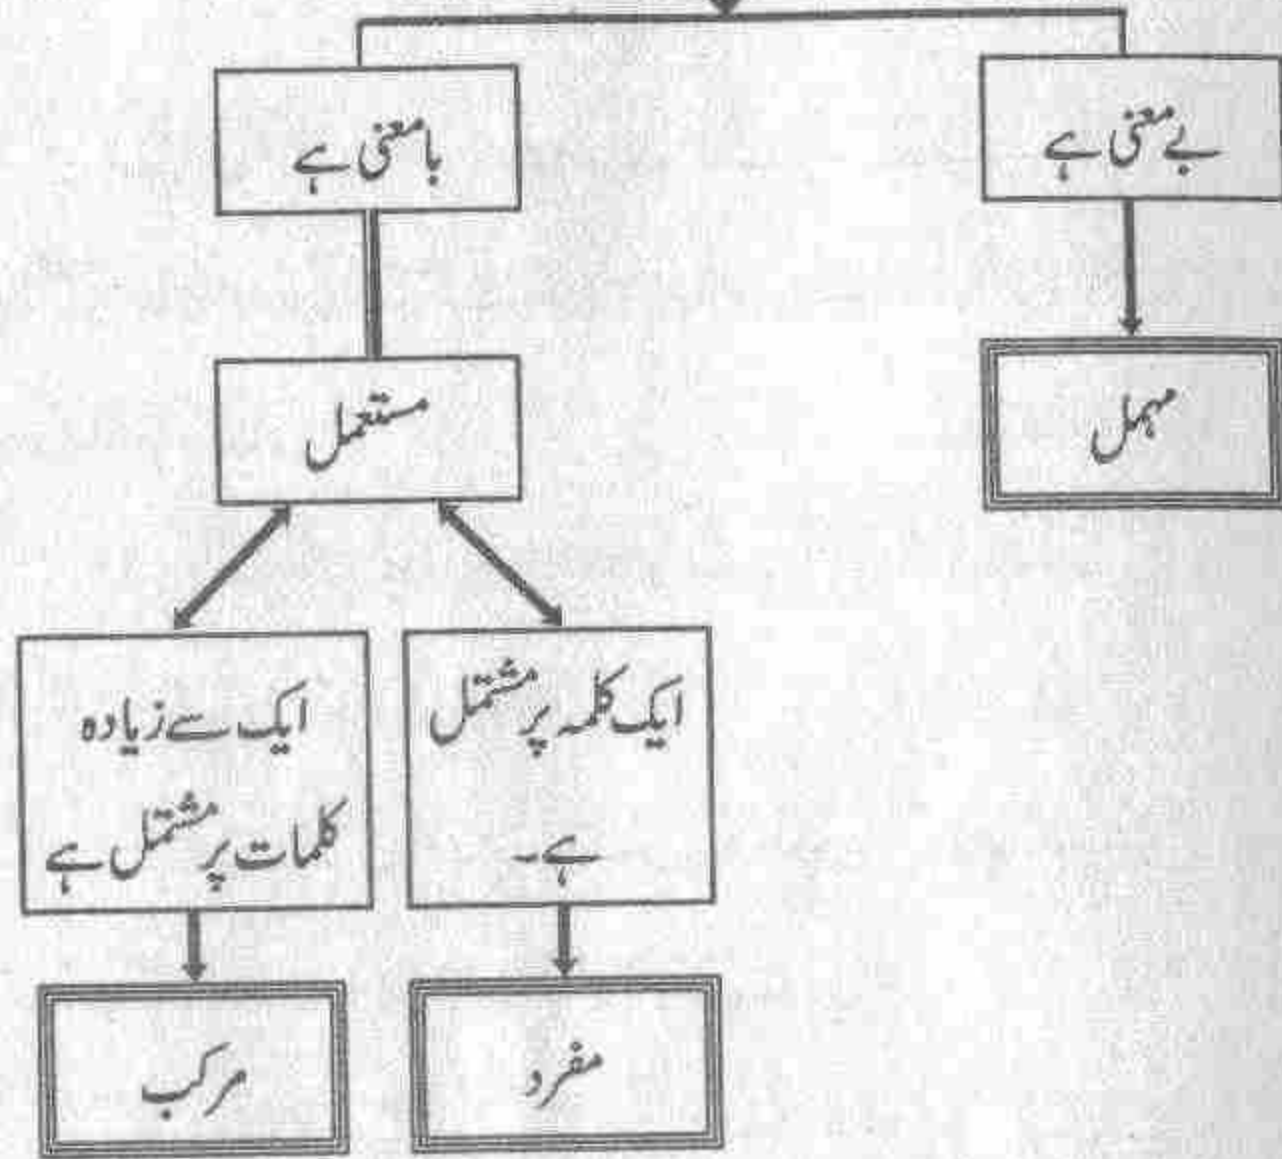 بے معنی ہے
بامعنی ہے
مہمل
مستعمل
ایک کلمہ پر مشتمل
ہے۔
ایک سے زیادہ
کلمات پر مشتمل ہے
مفرد
مرکب